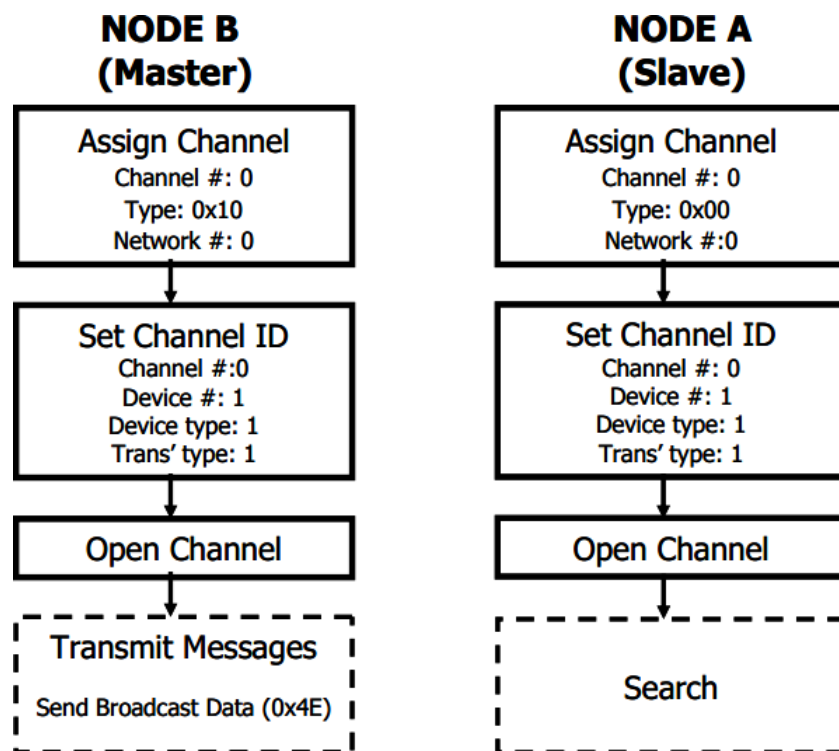 NODE B
(Master)
Assign Channel
Channel #: 0
Type: 0x10
Network #: 0
Set Channel ID
Channel #:0
Device #: 1
Device type: 1
Trans’ type: 1
Open Channel
Transmit Messages
Send Broadcast Data (0x4E)
NODE A
(Slave)
Assign Channel
Channel #: 0
Type: 0x00
Network #:0
Set Channel ID
Channel #: 0
Device #: 1
Device type: 1
Trans’ type: 1
Open Channel
Search